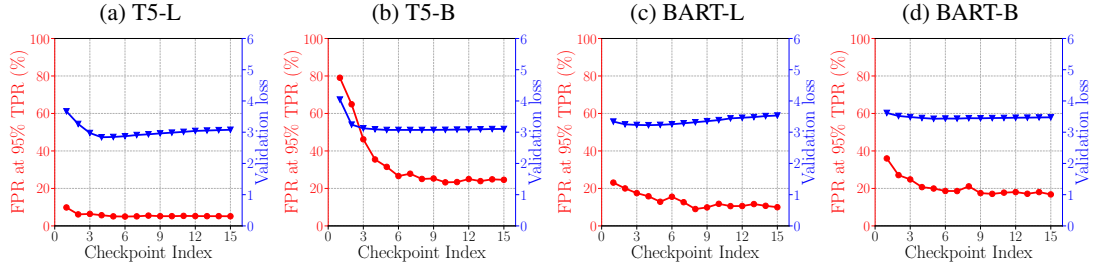 (a) T5-L
(b) T5-B
(c) BART-L
(d) BART-B
FPR at 95% TPR (%)
100
80
60
40
20
0
0 3 6 9 12 15
Checkpoint Index
6
5
4
3
2
1
0
Validation loss
FPR at 95% TPR (%)
100
80
60
40
20
0
0 3 6 9 12 15
Checkpoint Index
6
5
4
3
2
1
0
Validation loss
FPR at 95% TPR (%)
100
80
60
40
20
0
0 3 6 9 12 15
Checkpoint Index
6
5
4
3
2
1
0
Validation loss
FPR at 95% TPR (%)
100
80
60
40
20
0
0 3 6 9 12 15
Checkpoint Index
6
5
4
3
2
1
0
Validation loss